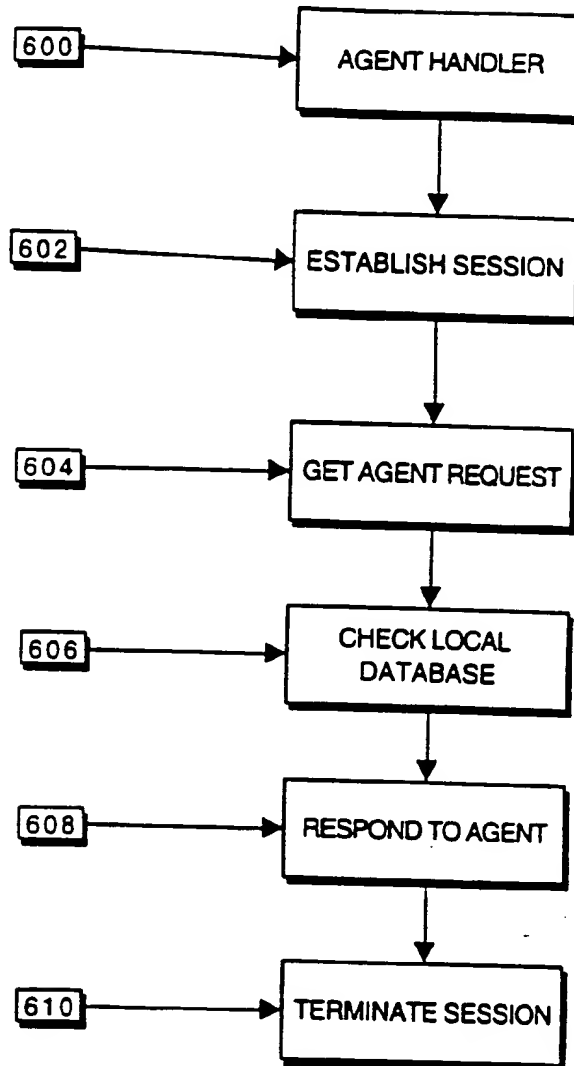 600
AGENT HANDLER
602
ESTABLISH SESSION
604
GET AGENT REQUEST
606
CHECK LOCAL
DATABASE
608
RESPOND TO AGENT
610
TERMINATE SESSION